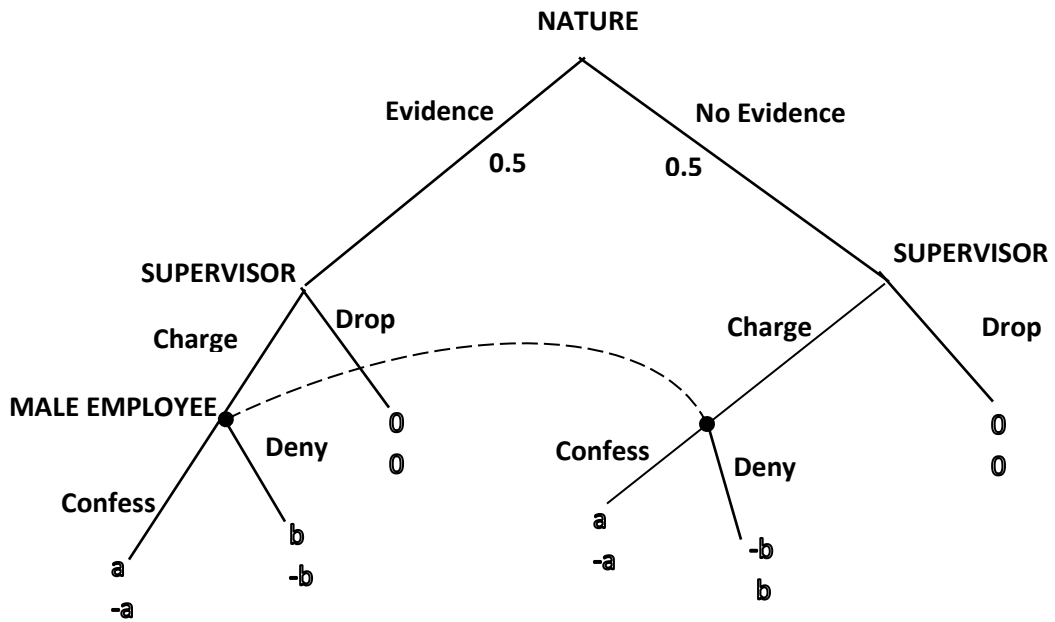 NATURE
Evidence
No Evidence
0.5
0.5
SUPERVISOR
SUPERVISOR
Charge
Drop
Charge
Drop
MALE EMPLOYEE
Deny
0
0
Confess
Deny
0
0
Confess
a
-a
b
-b
a
-a
-b
b